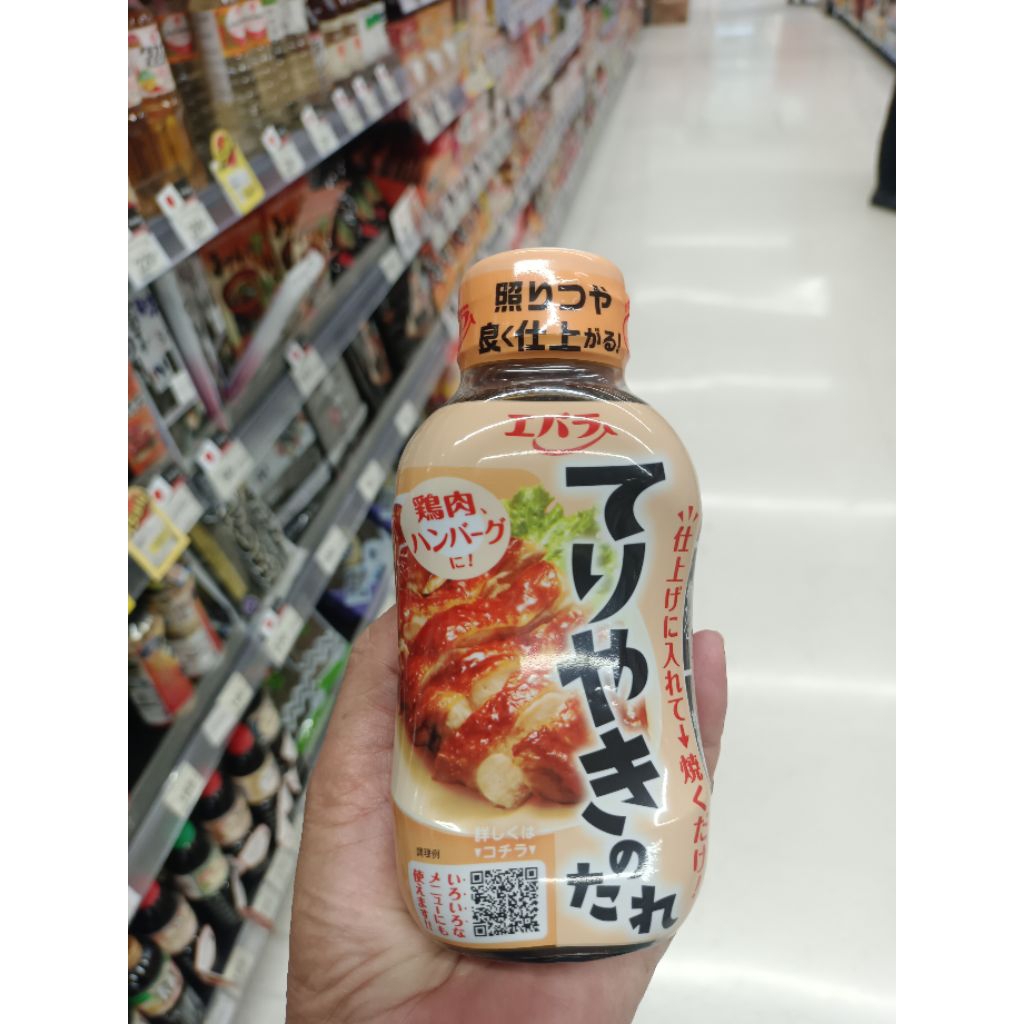 照りつや
良く仕上がる!
エバラ
てりやきのたれ
鶏肉、
ハンバーグ
に!
仕上げに入れて→焼くだけ!
詳しくは
▼コチラ▼
調理例
いろいろな
メニューにも
使えます!!